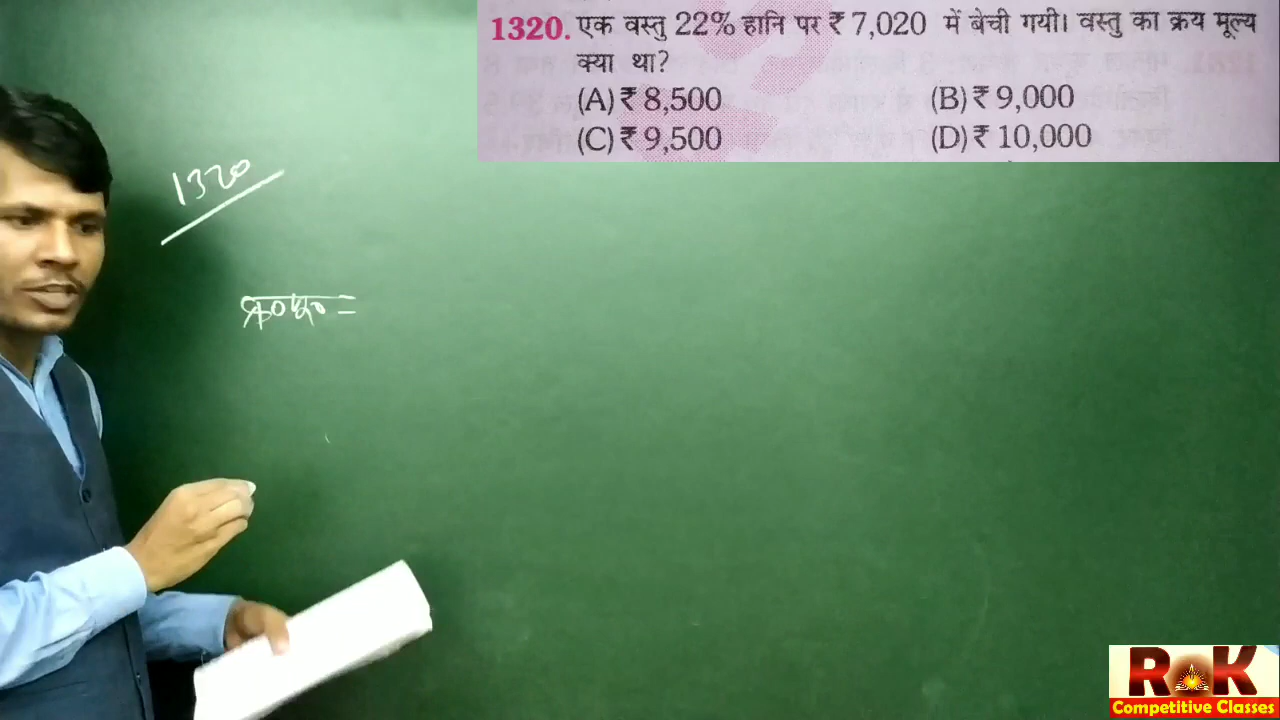 1320. एक वस्तु 22% हानि पर ₹ 7,020 में बेची गयी। वस्तु का क्रय मूल्य
क्या था?
(A) ₹ 8,500 (B) ₹ 9,000
(C) ₹ 9,500 (D) ₹ 10,000
1320
क्र० मू० =
RK
Competitive Classes